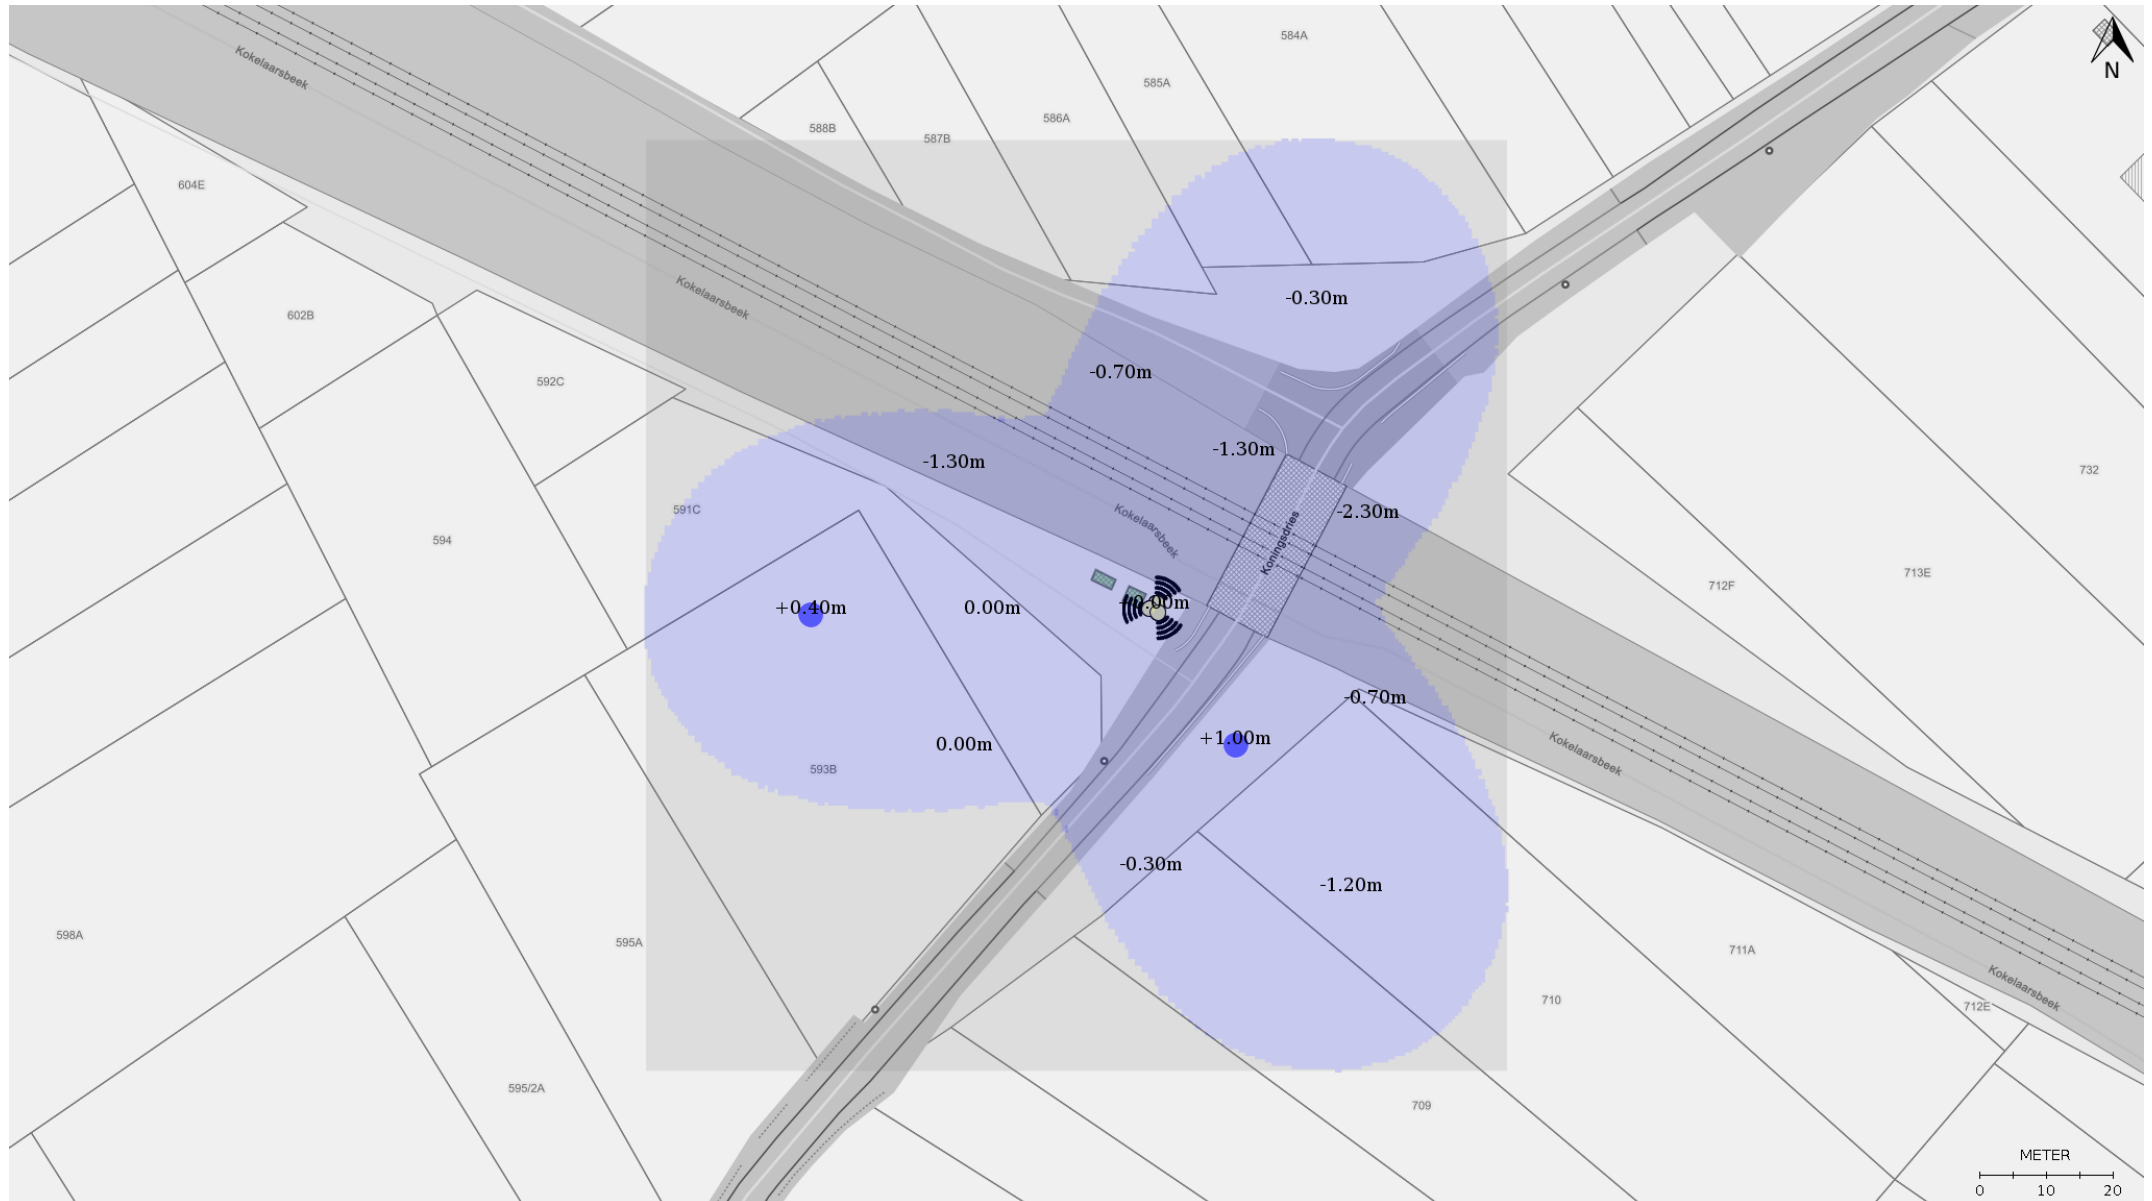 584A
Kokelaarsbeek
N
585A
586A
588B
587B
604E
Kokelaarsbeek
-0.30m
602B
-0.70m
592C
-1.30m
-1.30m
732
591C
-2.30m
Kokelaarsbeek
594
Koningsdries
713E
712F
+0.40m
0.00m
-0.70m
+1.00m
0.00m
Kokelaarsbeek
593B
-0.30m
-1.20m
598A
595A
711A
Kokelaarsbeek
710
712E
595/2A
709
METER
0 10 20